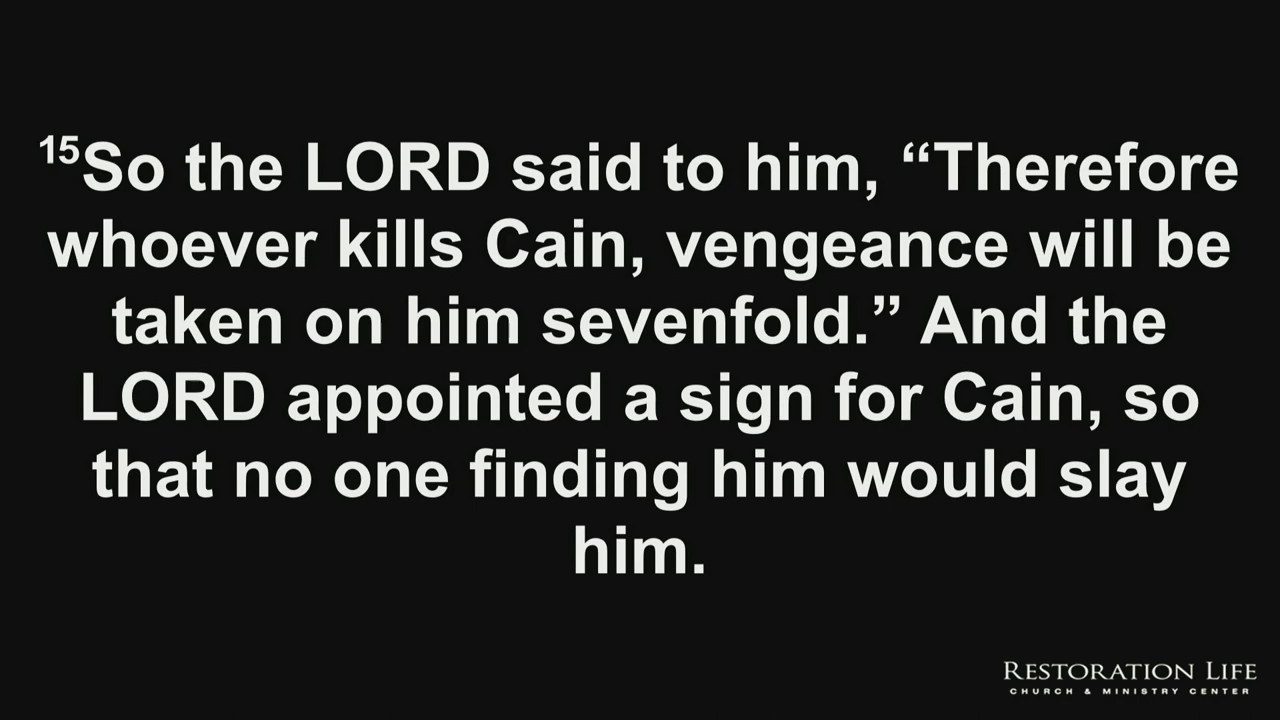 15So the LORD said to him, “Therefore
whoever kills Cain, vengeance will be
taken on him sevenfold.” And the
LORD appointed a sign for Cain, so
that no one finding him would slay
him.
RESTORATION LIFE
CHURCH & MINISTRY CENTER